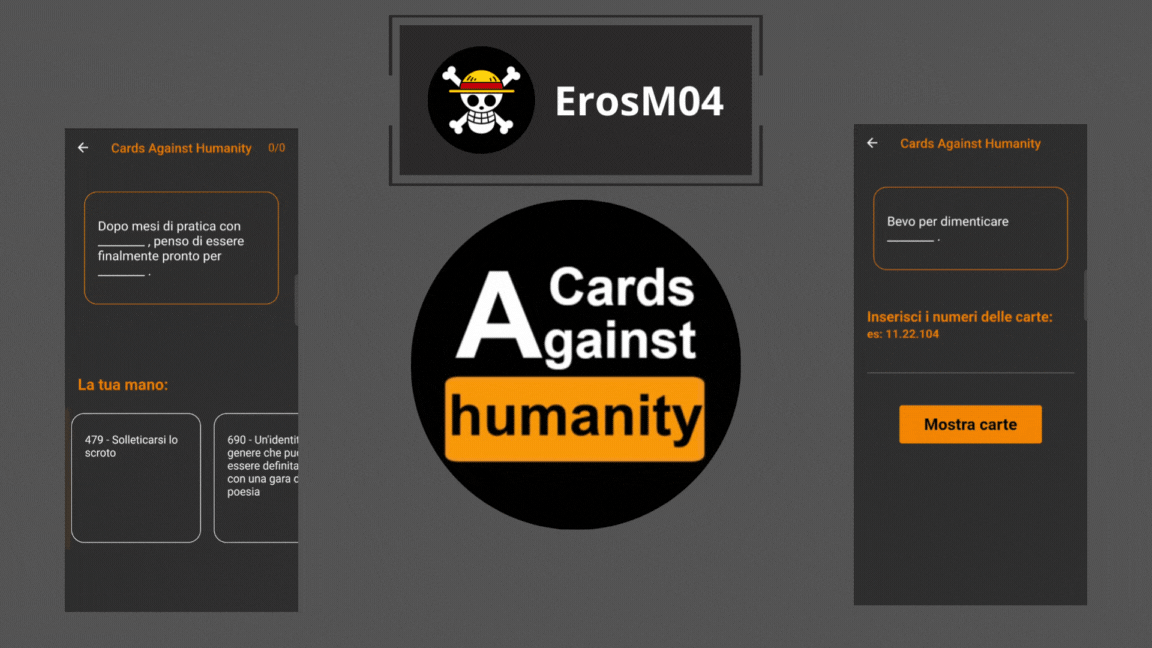 ErosM04
Cards Against Humanity 0/0
Dopo mesi di pratica con
_______ , penso di essere
finalmente pronto per
_______ .
La tua mano:
479 - Solleticarsi lo
scroto
690 - Un'identit
genere che pu
essere definita
con una gara d
poesia
Cards
Against
humanity
Cards Against Humanity
Bevo per dimenticare
_______ .
Inserisci i numeri delle carte:
es: 11.22.104
Mostra carte